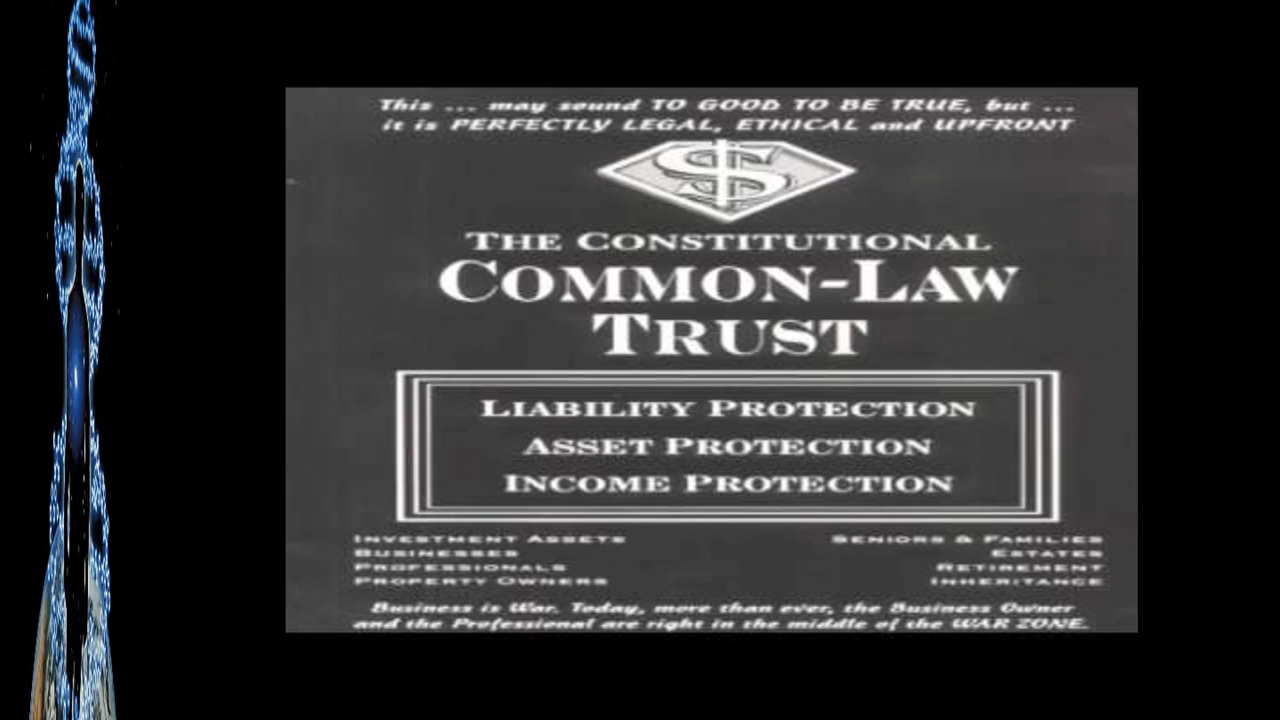 This ... may sound TO GOOD TO BE TRUE, but ...
it is PERFECTLY LEGAL, ETHICAL and UPFRONT
$
THE CONSTITUTIONAL
COMMON-LAW
TRUST
LIABILITY PROTECTION
ASSET PROTECTION
INCOME PROTECTION
INVESTMENT ASSETS
BUSINESSES
PROFESSIONALS
PROPERTY OWNERS
SENIORS & FAMILIES
ESTATES
RETIREMENT
INHERITANCE
Business is War. Today, more than ever, the Business Owner
and the Professional are right in the middle of the WAR ZONE.